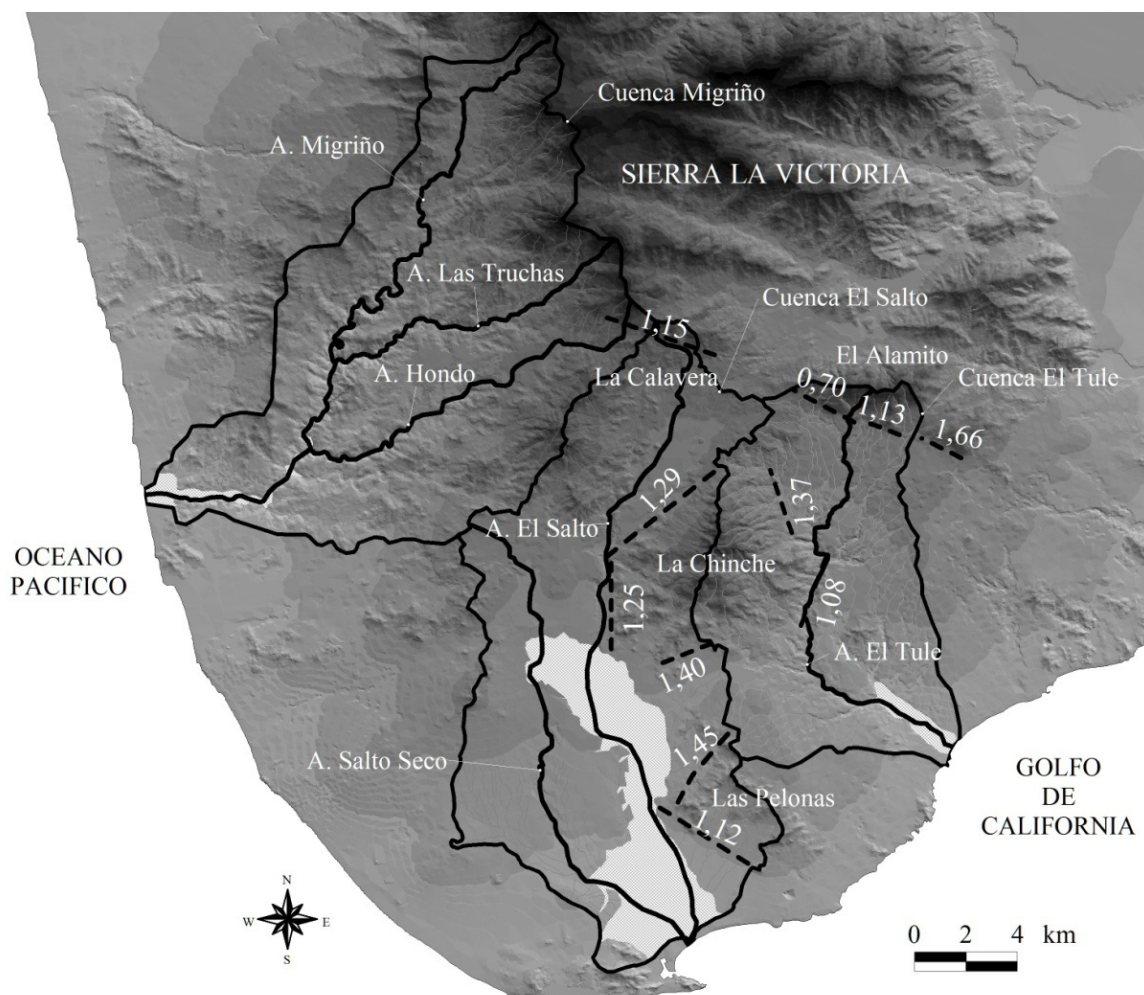 Cuenca Migriño
A. Migriño
SIERRA LA VICTORIA
A. Las Truchas
Cuenca El Salto
1,15
El Alamito
A. Hondo
La Calavera
0,70
Cuenca El Tule
1,13
1,66
1,29
1,37
A. El Salto
OCEANO
PACIFICO
La Chinche
1,25
1,08
A. El Tule
1,40
1,45
A. Salto Seco
Las Pelonas
1,12
GOLFO
DE
CALIFORNIA
N
W E
S
0 2 4 km